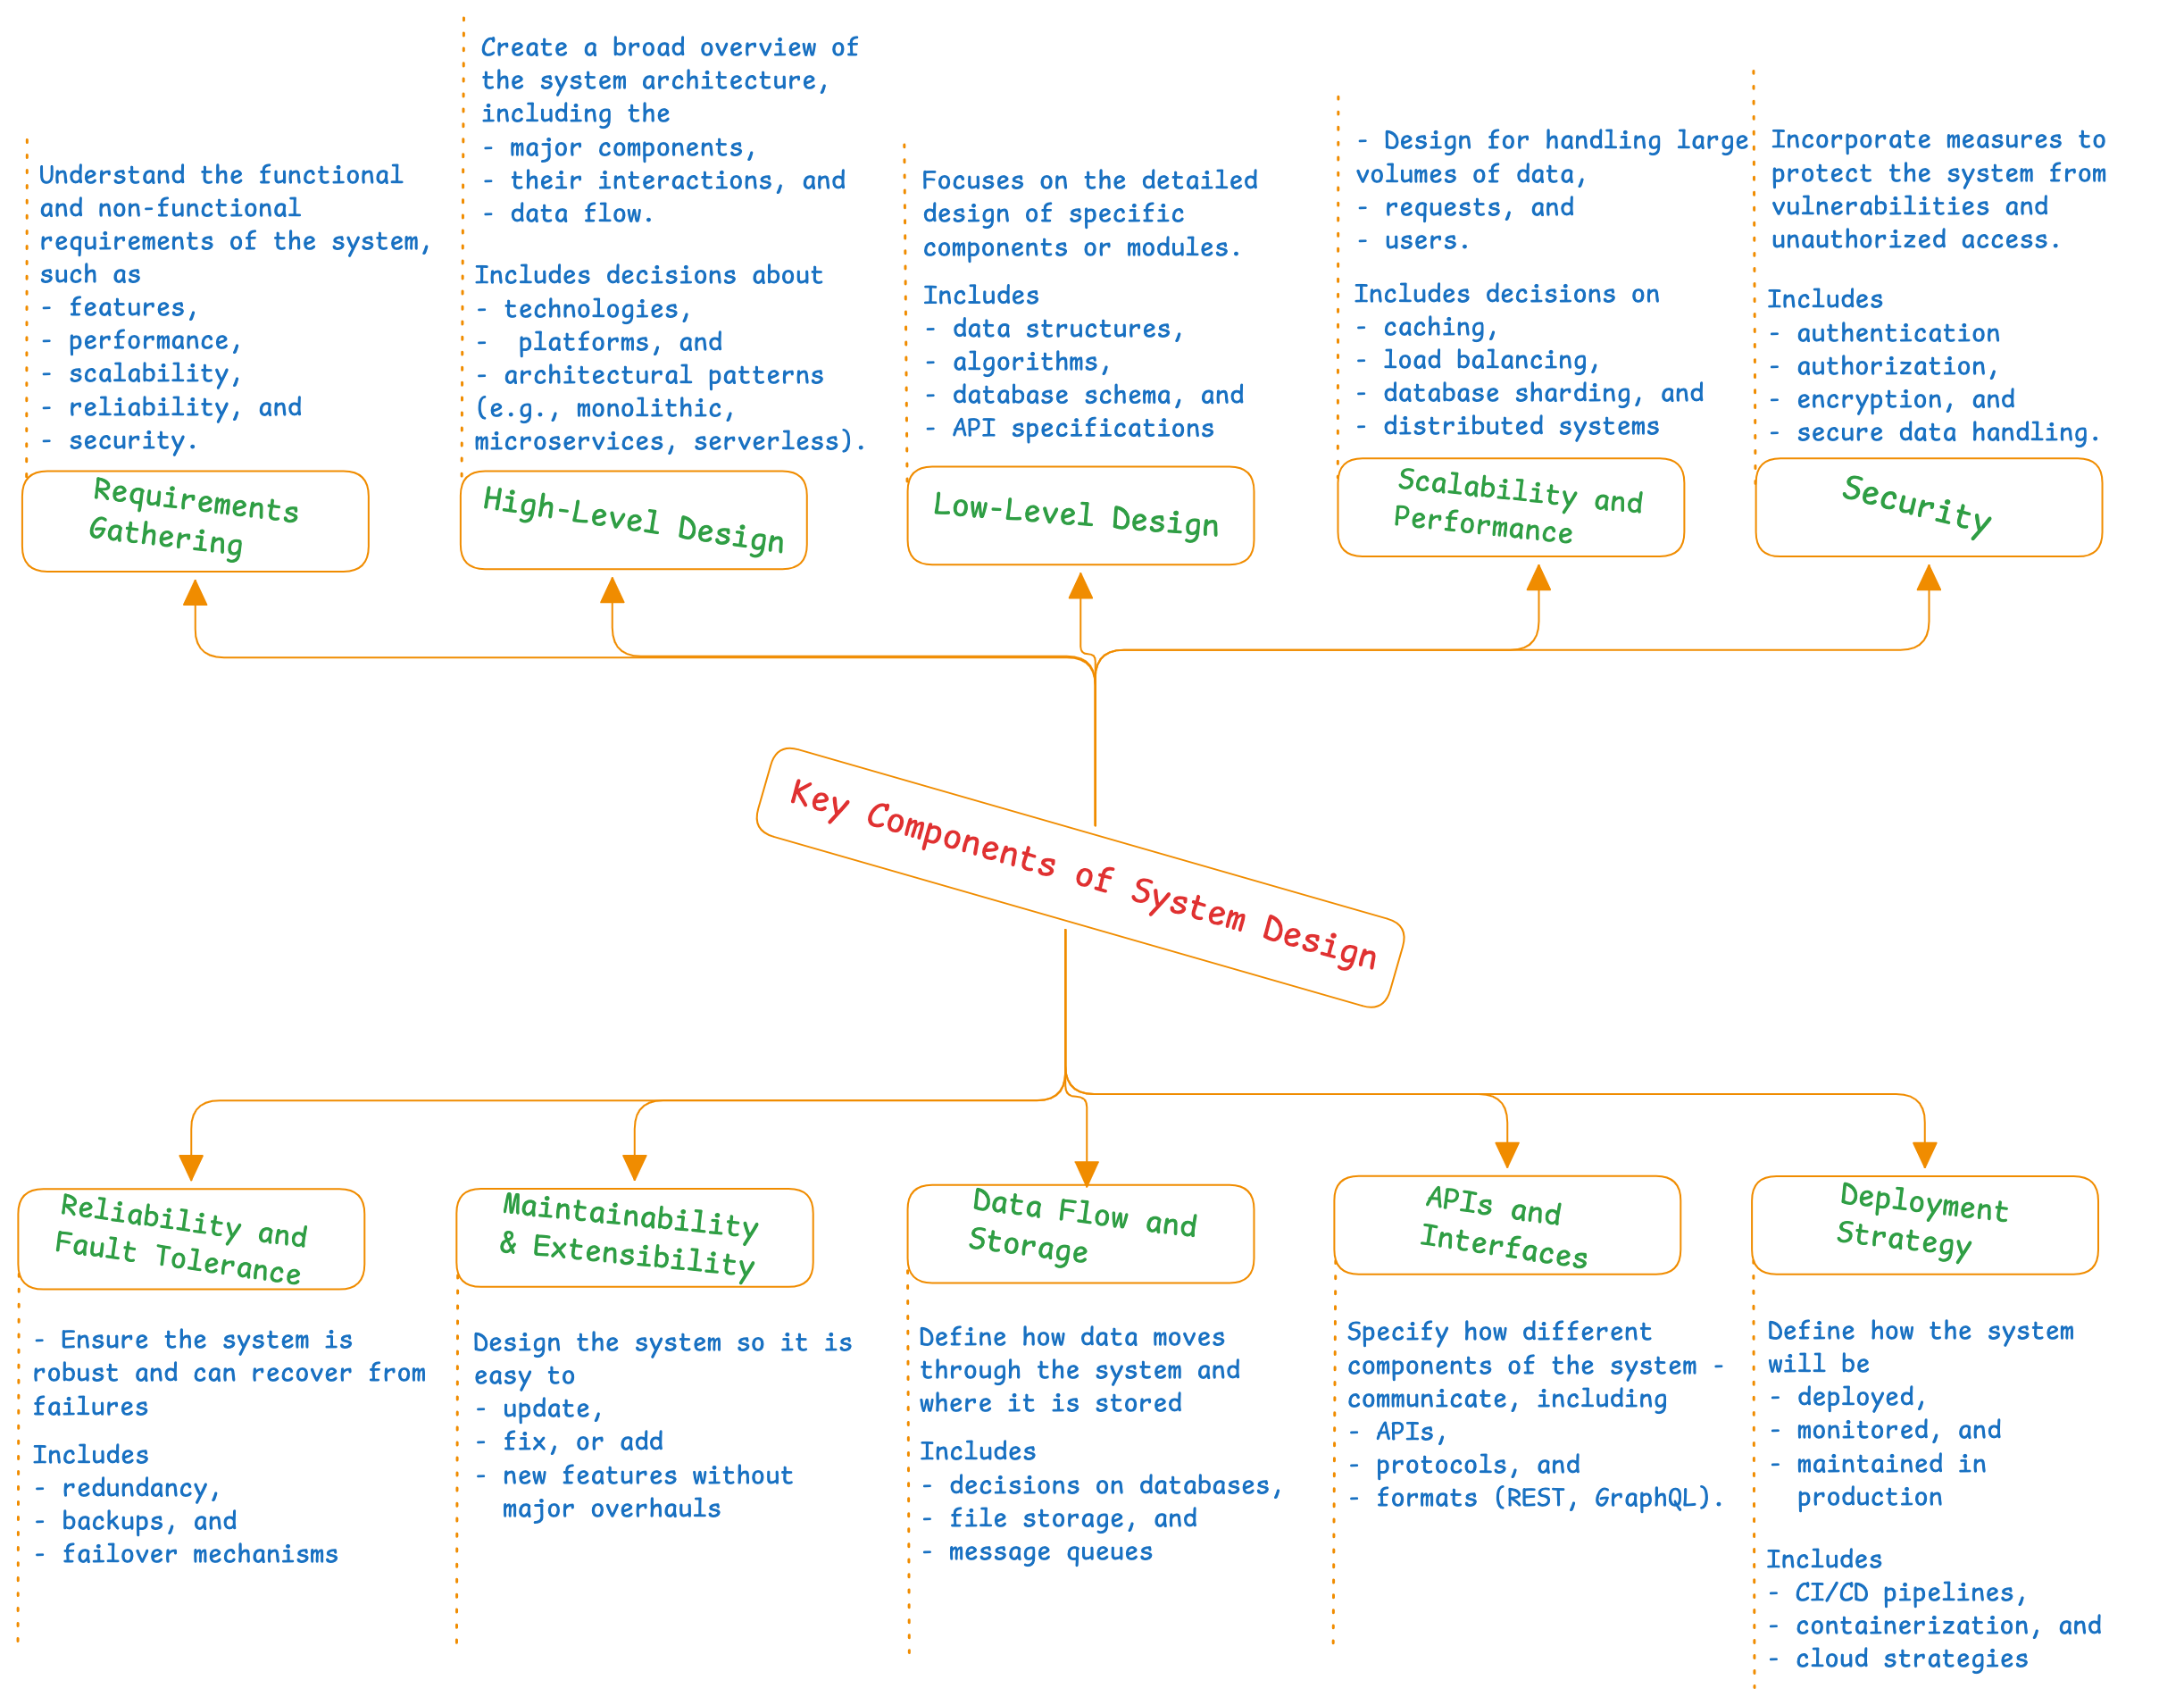 Understand the functional
and non-functional
requirements of the system,
such as
- features,
- performance,
- scalability,
- reliability, and
- security.
Requirements
Gathering
Create a broad overview of
the system architecture,
including the
- major components,
- their interactions, and
- data flow.
Includes decisions about
- technologies,
-  platforms, and
- architectural patterns
(e.g., monolithic,
microservices, serverless).
High-Level Design
Focuses on the detailed
design of specific
components or modules.
Includes
- data structures,
- algorithms,
- database schema, and
- API specifications
Low-Level Design
- Design for handling large
volumes of data,
- requests, and
- users.
Includes decisions on
- caching,
- load balancing,
- database sharding, and
- distributed systems
Scalability and
Performance
Incorporate measures to
protect the system from
vulnerabilities and
unauthorized access.
Includes
- authentication
- authorization,
- encryption, and
- secure data handling.
Security
Key Components of System Design
Reliability and
Fault Tolerance
- Ensure the system is
robust and can recover from
failures
Includes
- redundancy,
- backups, and
- failover mechanisms
Maintainability
& Extensibility
Design the system so it is
easy to
- update,
- fix, or add
- new features without
major overhauls
Data Flow and
Storage
Define how data moves
through the system and
where it is stored
Includes
- decisions on databases,
- file storage, and
- message queues
APIs and
Interfaces
Specify how different
components of the system -
communicate, including
- APIs,
- protocols, and
- formats (REST, GraphQL).
Deployment
Strategy
Define how the system
will be
- deployed,
- monitored, and
- maintained in
production
Includes
- CI/CD pipelines,
- containerization, and
- cloud strategies